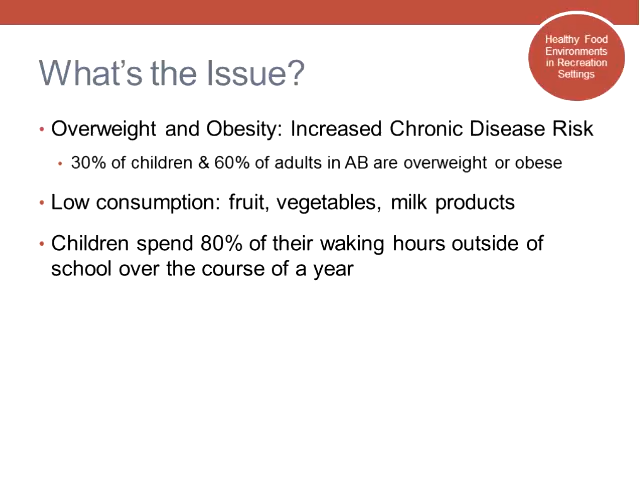 Healthy Food
Environments
in Recreation
Settings
What's the Issue?
• Overweight and Obesity: Increased Chronic Disease Risk
• 30% of children & 60% of adults in AB are overweight or obese
• Low consumption: fruit, vegetables, milk products
• Children spend 80% of their waking hours outside of
school over the course of a year